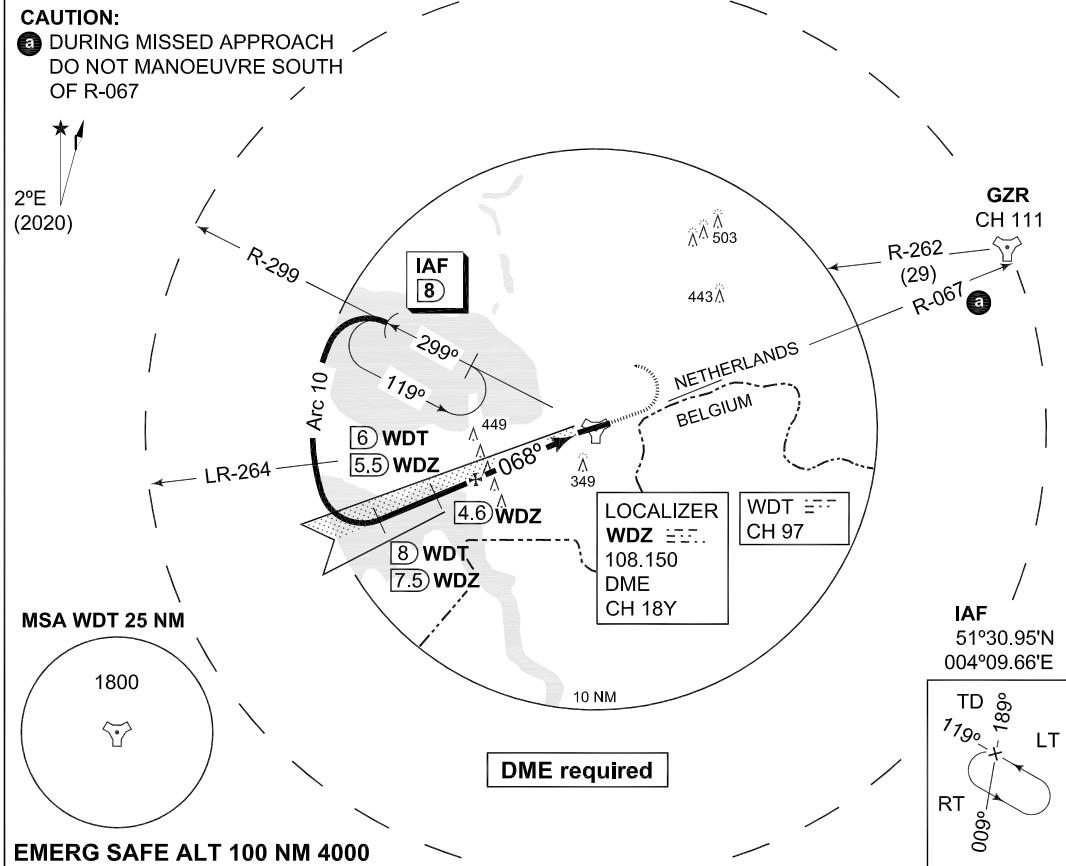 CAUTION:
a DURING MISSED APPROACH
DO NOT MANOEUVRE SOUTH
OF R-067
2ºE
(2020)
GZR
CH 111
R-262
(29)
R-067
a
R-299
IAF
8
503
443
299º
119º
Arc 10
NETHERLANDS
BELGIUM
449
6 WDT
5.5 WDZ
068º
LR-264
349
4.6 WDZ
8 WDT
7.5 WDZ
LOCALIZER
WDZ
108.150
DME
CH 18Y
WDT
CH 97
MSA WDT 25 NM
1800
10 NM
IAF
51º30.95'N
004º09.66'E
DME required
TD
119º
189º
LT
RT
009º
EMERG SAFE ALT 100 NM 4000